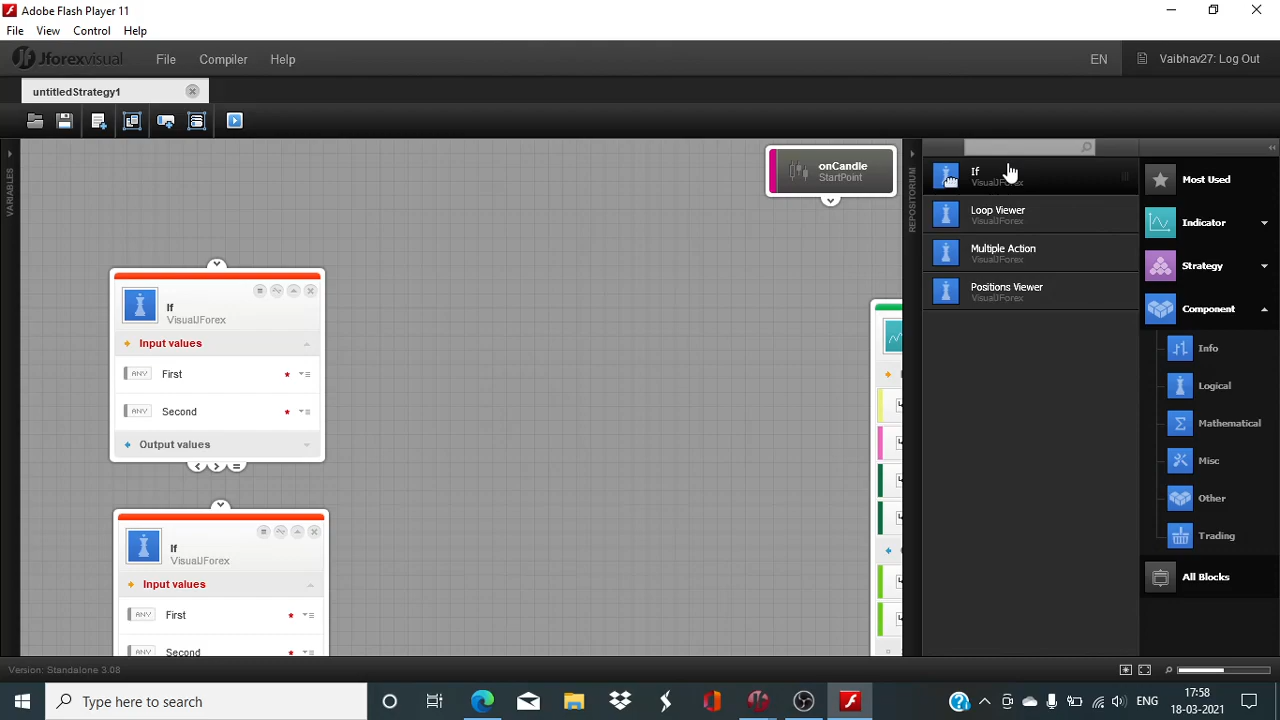 Adobe Flash Player 11
File View Control Help
Jforexvisual File Compiler Help EN Vaibhav27: Log Out
untitledStrategy1
VARIABLES
onCandle
StartPoint
REPOSITORIUM
If
VisualJForex
Input values
ANY First *
ANY Second *
Output values
If
VisualJForex
Input values
ANY First *
ANY Second *
If
VisualJForex
Loop Viewer
VisualJForex
Multiple Action
VisualJForex
Positions Viewer
VisualJForex
Most Used
Indicator
Strategy
Component
Info
Logical
Mathematical
Misc
Other
Trading
All Blocks
Version: Standalone 3.08
Type here to search
ENG
17:58
18-03-2021